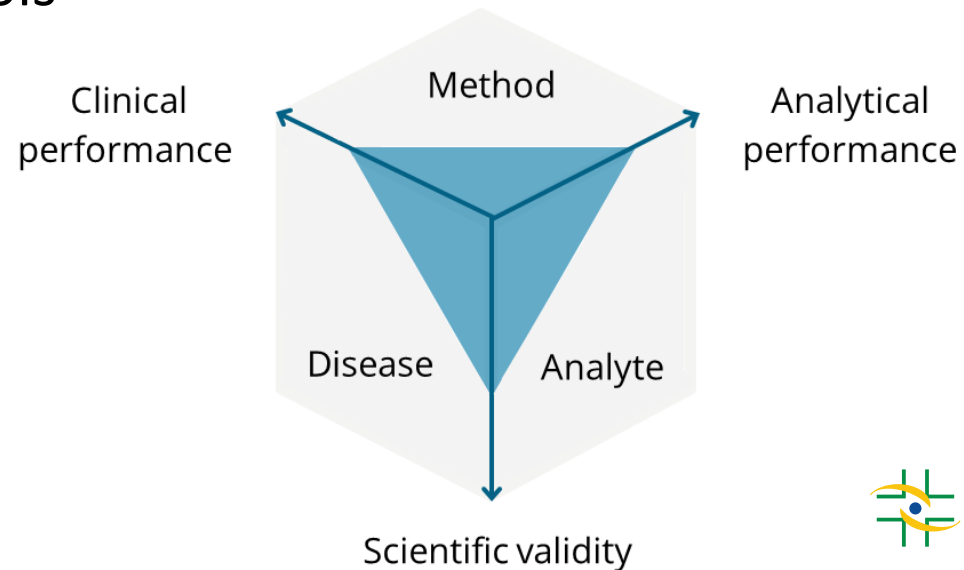 Method
Clinical
performance
Analytical
performance
Disease
Analyte
Scientific validity